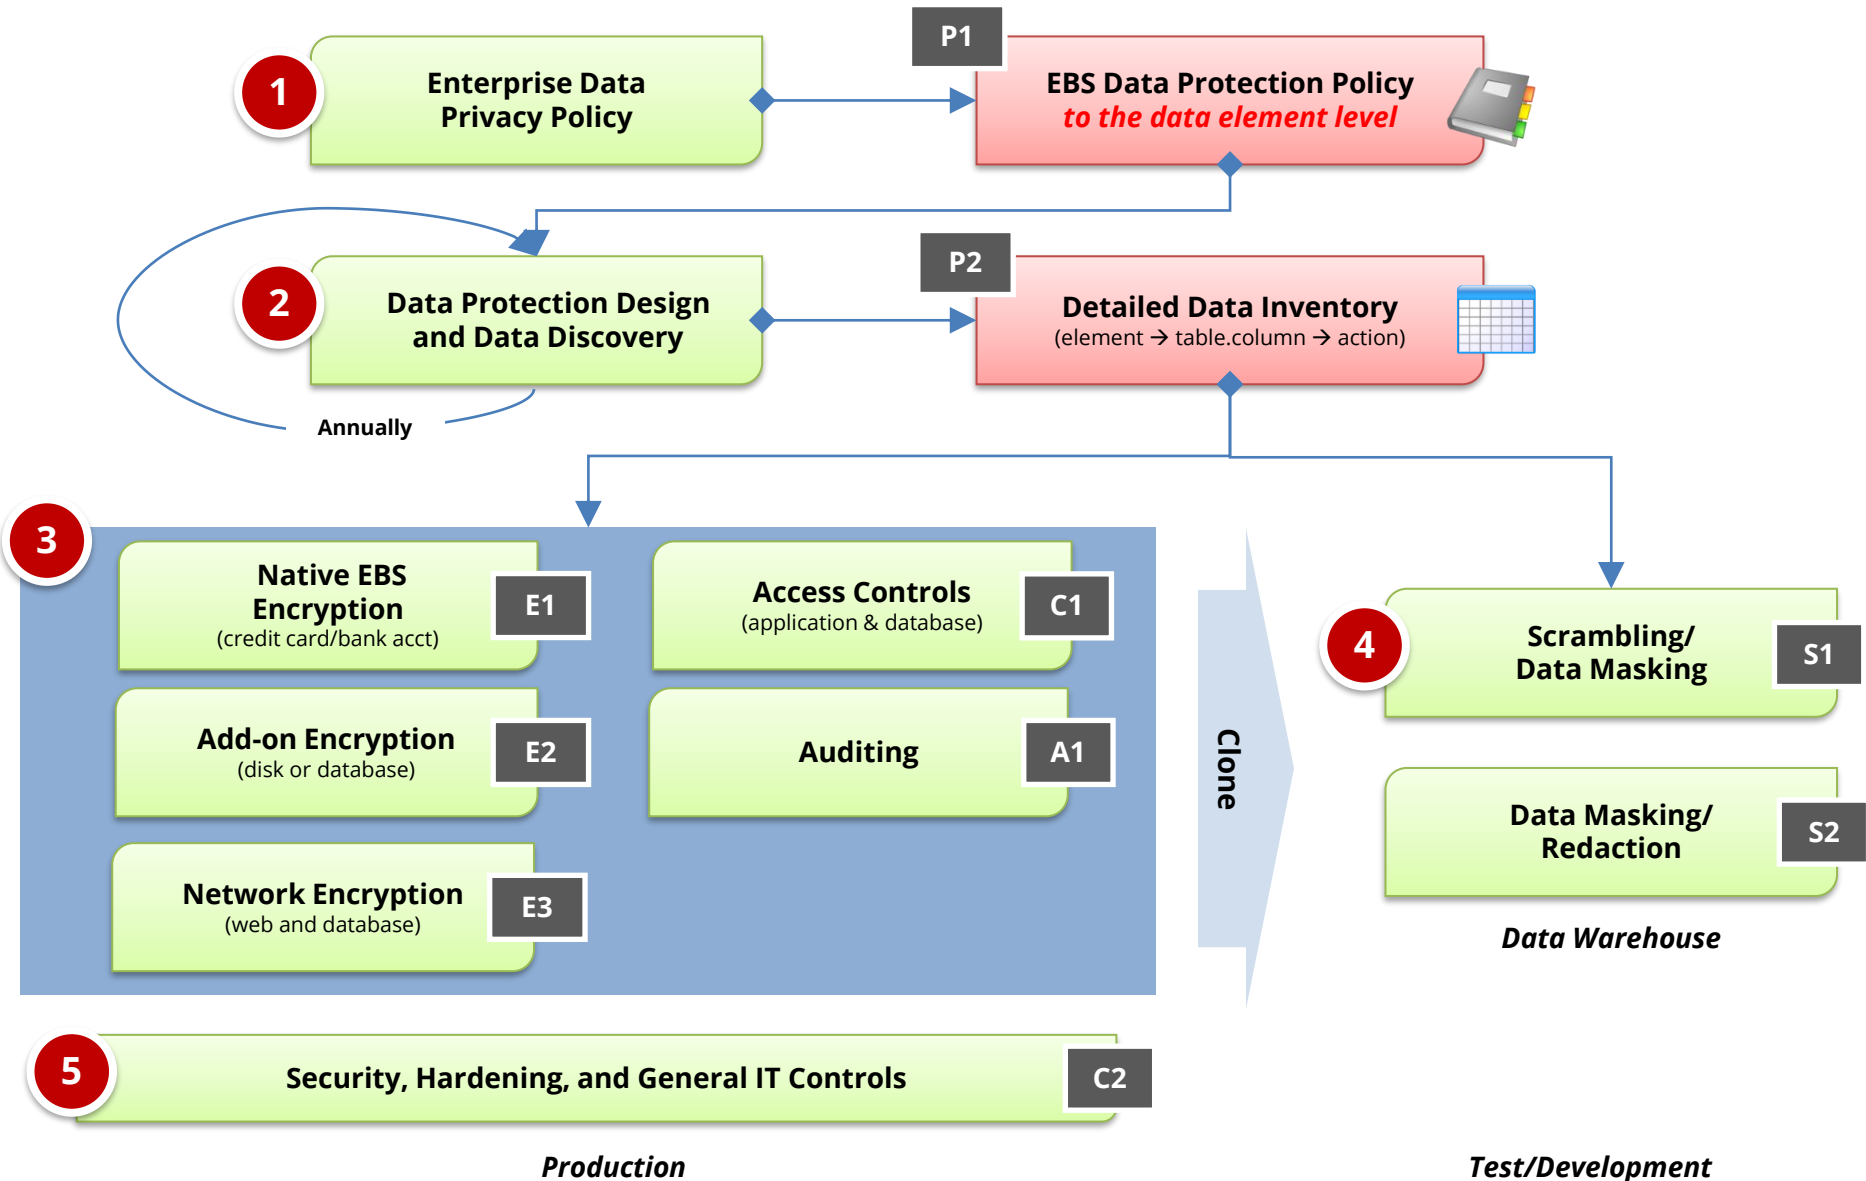 P1
1
Enterprise Data
Privacy Policy
EBS Data Protection Policy
to the data element level
P2
2
Data Protection Design
and Data Discovery
Detailed Data Inventory
(element → table.column → action)
Annually
3
Native EBS
Encryption
(credit card/bank acct)
E1
Access Controls
(application & database)
C1
4
Scrambling/
Data Masking
S1
Add-on Encryption
(disk or database)
E2
Auditing
A1
Clone
Data Masking/
Redaction
S2
Network Encryption
(web and database)
E3
Data Warehouse
5
Security, Hardening, and General IT Controls
C2
Production
Test/Development